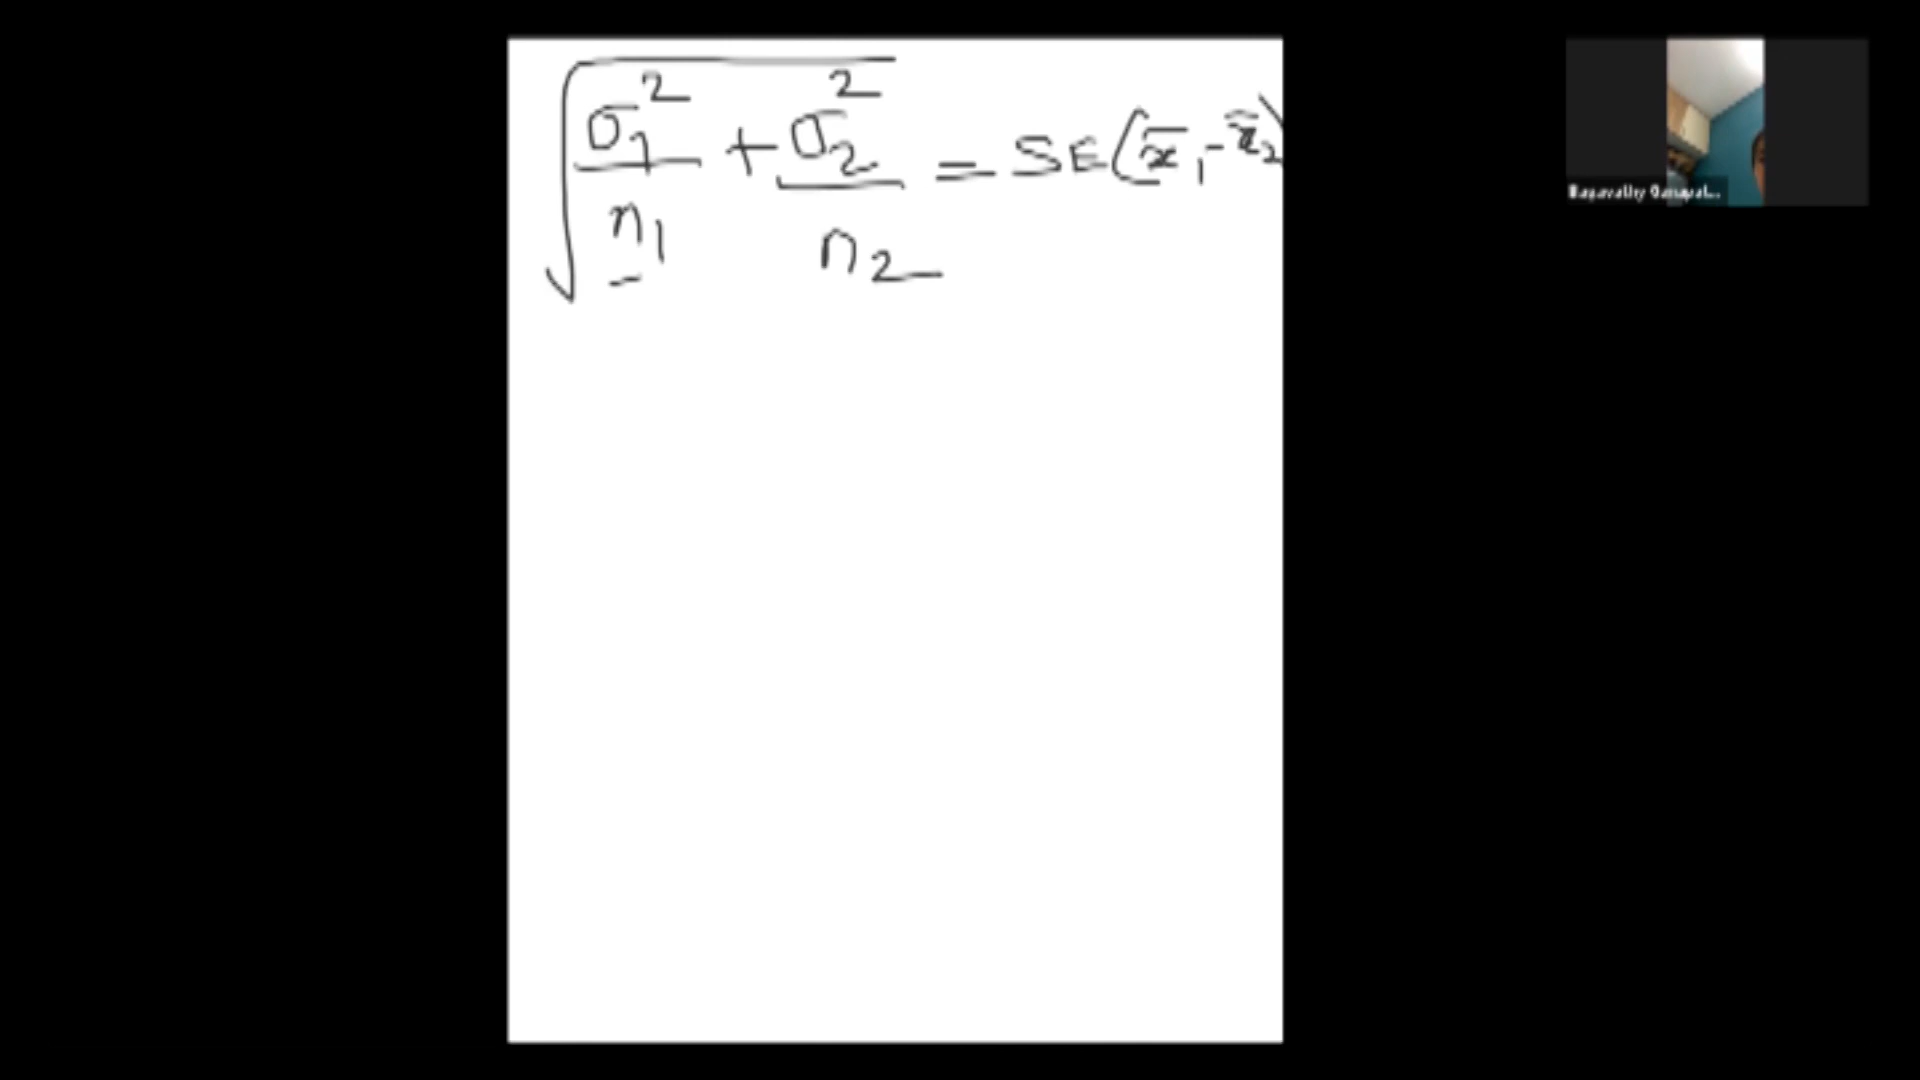 √(σ₁²/n₁ + σ₂²/n₂) = SE(x̄₁ - x̄₂)